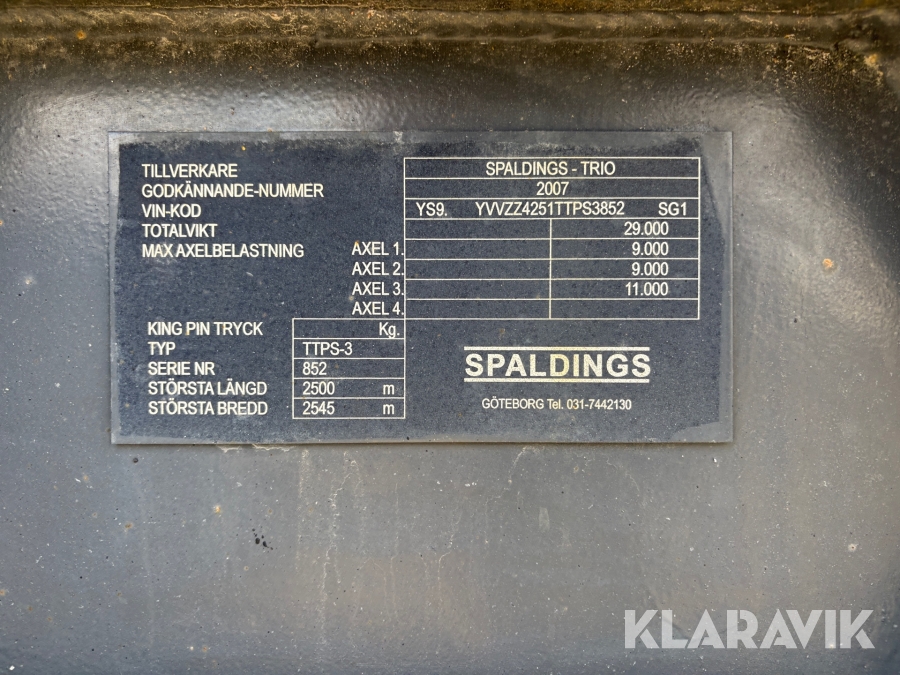 TILLVERKARE SPALDINGS - TRIO
GODKÄNNANDE-NUMMER 2007
VIN-KOD YS9. YVVZZ4251TTPS3852 SG1
TOTALVIKT 29.000
MAX AXELBELASTNING AXEL 1. 9.000
AXEL 2. 9.000
AXEL 3. 11.000
AXEL 4.
KING PIN TRYCK Kg.
TYP TTPS-3
SERIE NR 852
STÖRSTA LÄNGD 2500 m
STÖRSTA BREDD 2545 m
SPALDINGS
GÖTEBORG Tel. 031-7442130
KLARAVIK